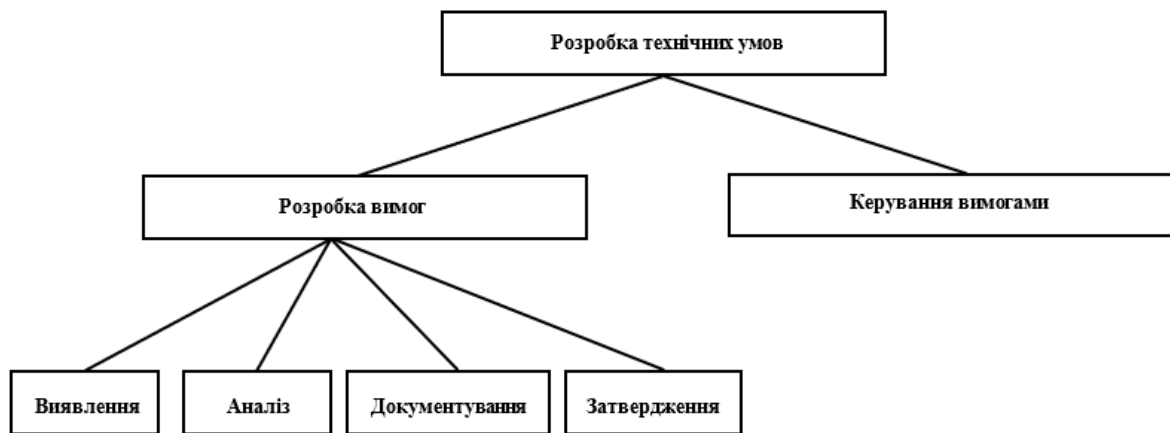 Розробка технічних умов
Розробка вимог
Керування вимогами
Виявлення
Аналіз
Документування
Затвердження